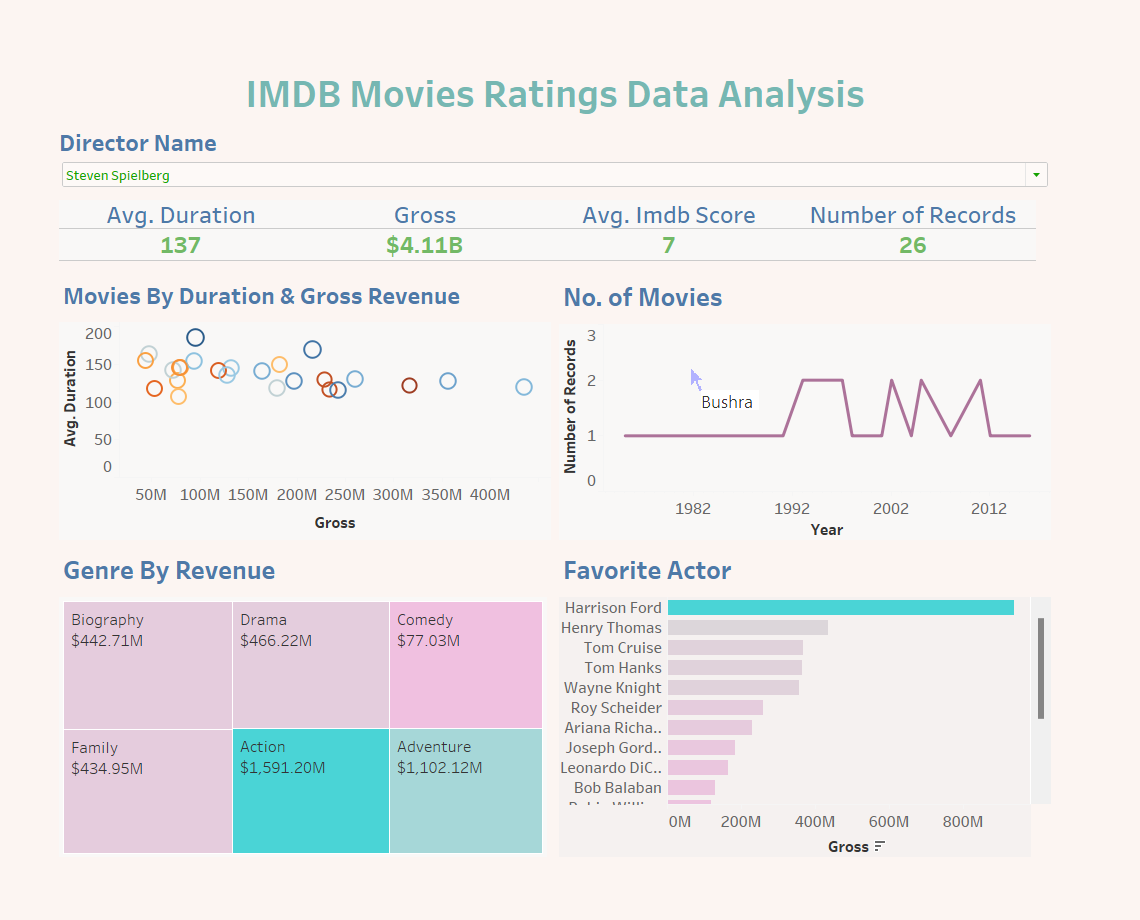 IMDB Movies Ratings Data Analysis
Director Name
Steven Spielberg
Avg. Duration Gross Avg. Imdb Score Number of Records
137 $4.11B 7 26
Movies By Duration & Gross Revenue
200
150
100
50
0
Avg. Duration
50M 100M 150M 200M 250M 300M 350M 400M
Gross
No. of Movies
3
2
1
0
Number of Records
Bushra
1982 1992 2002 2012
Year
Genre By Revenue
Biography
$442.71M
Drama
$466.22M
Comedy
$77.03M
Family
$434.95M
Action
$1,591.20M
Adventure
$1,102.12M
Favorite Actor
Harrison Ford
Henry Thomas
Tom Cruise
Tom Hanks
Wayne Knight
Roy Scheider
Ariana Richa..
Joseph Gord..
Leonardo DiC..
Bob Balaban
0M 200M 400M 600M 800M
Gross